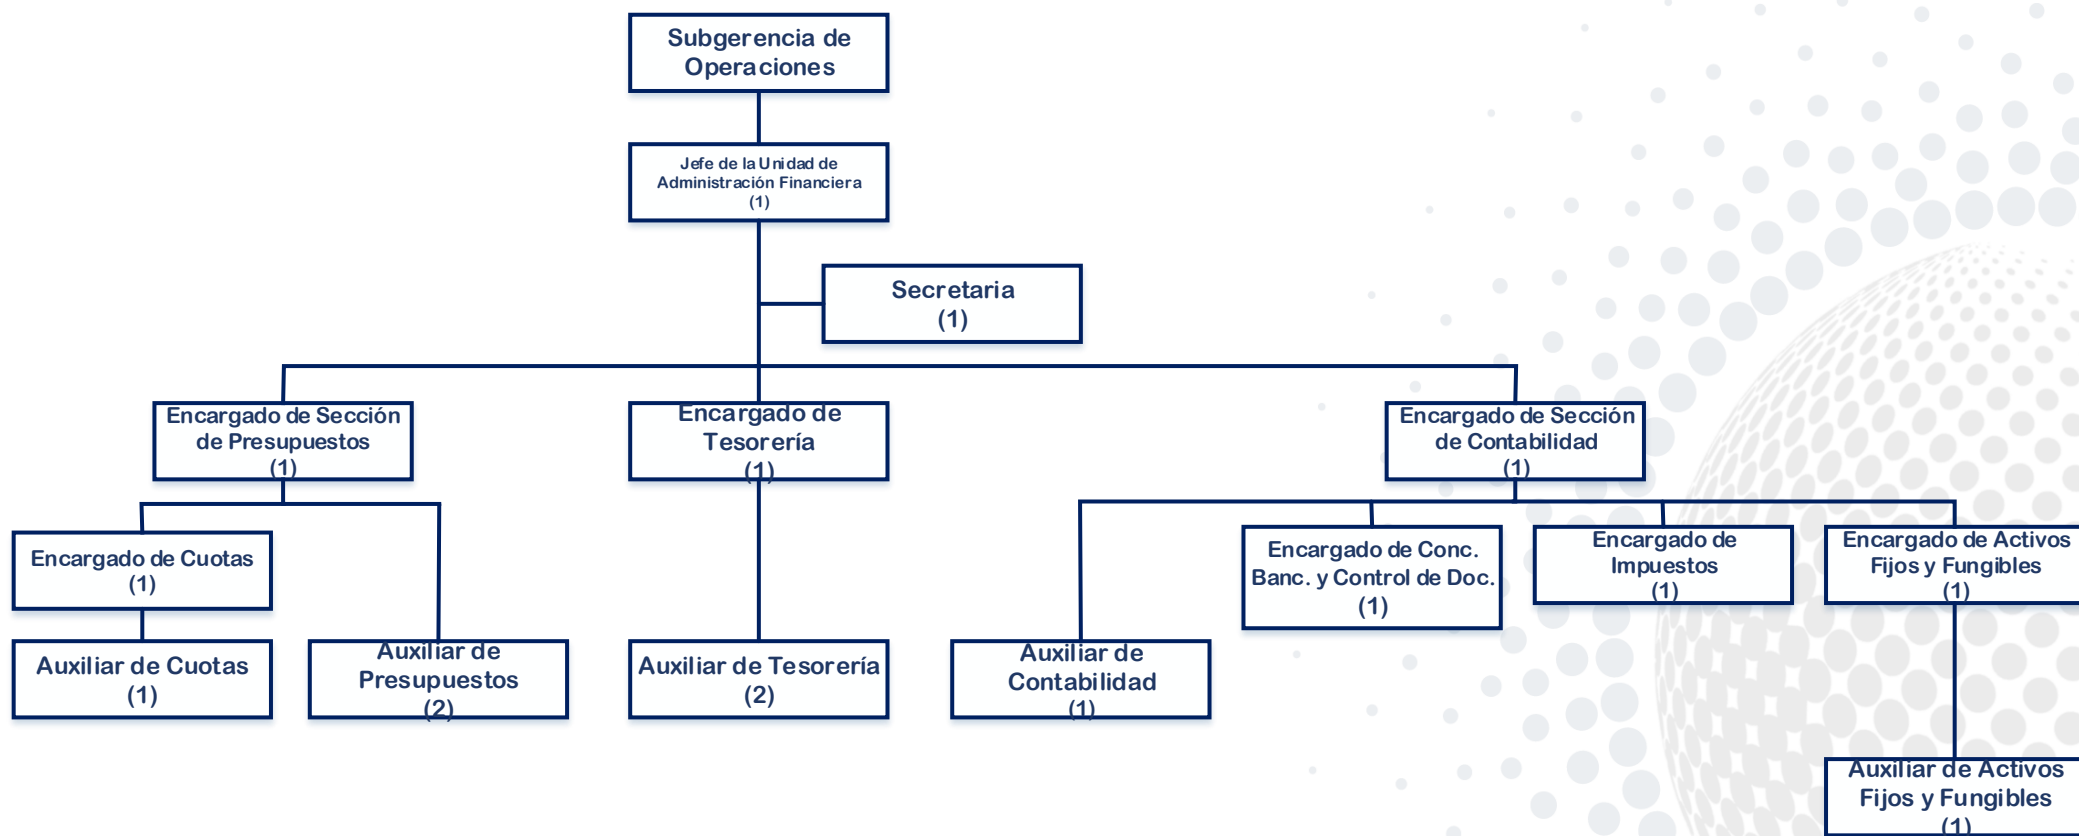 Subgerencia de
Operaciones
Jefe de la Unidad de
Administración Financiera
(1)
Secretaria
(1)
Encargado de Sección
de Presupuestos
(1)
Encargado de
Tesorería
(1)
Encargado de Sección
de Contabilidad
(1)
Encargado de Cuotas
(1)
Encargado de Conc.
Banc. y Control de Doc.
(1)
Encargado de
Impuestos
(1)
Encargado de Activos
Fijos y Fungibles
(1)
Auxiliar de Cuotas
(1)
Auxiliar de
Presupuestos
(2)
Auxiliar de Tesorería
(2)
Auxiliar de
Contabilidad
(1)
Auxiliar de Activos
Fijos y Fungibles
(1)